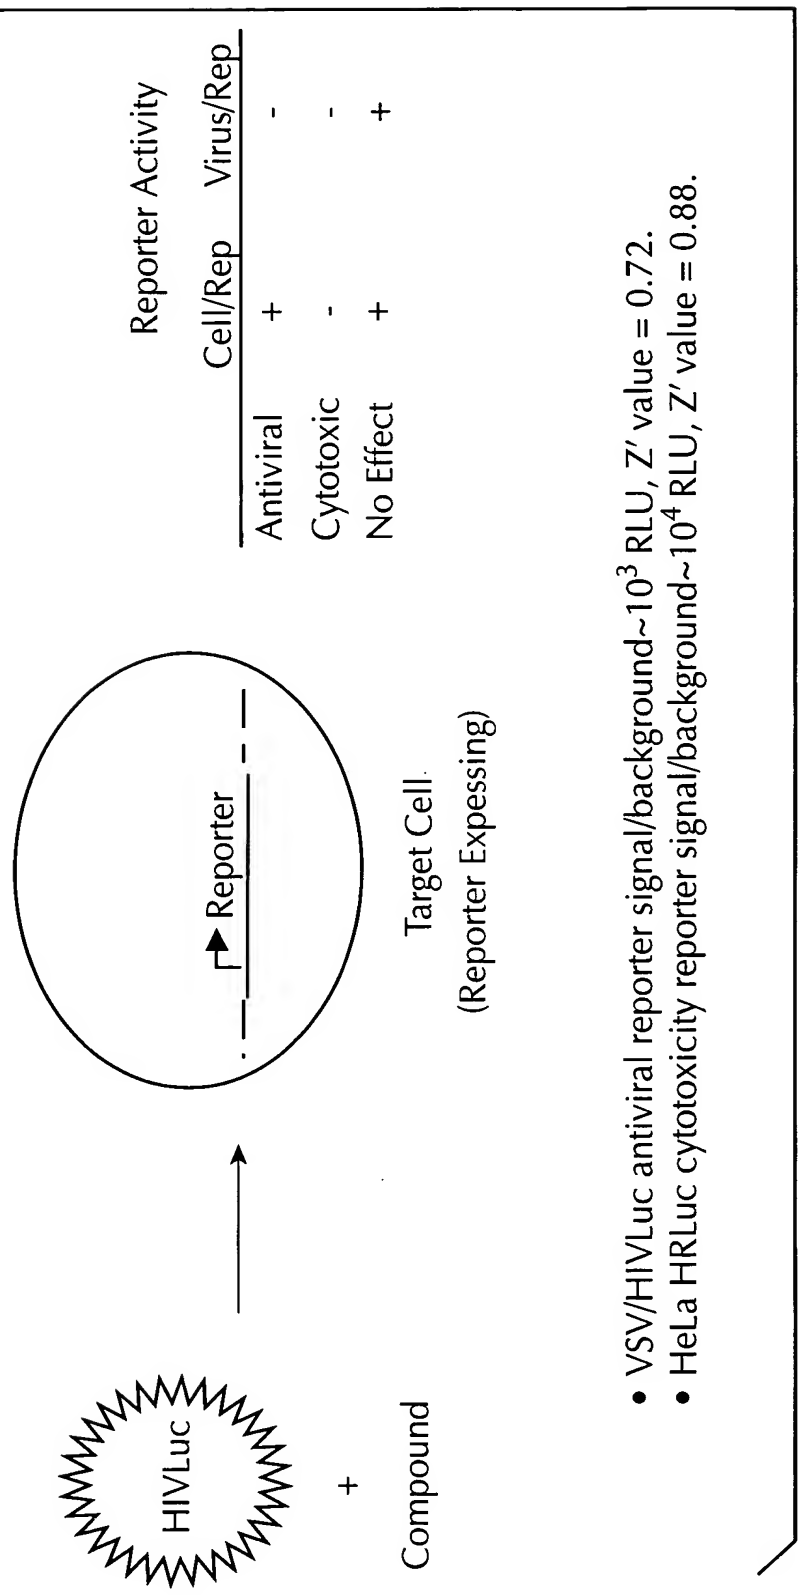 HIVLuc
+
Compound
Reporter
Target Cell
(Reporter Expessing)
Reporter Activity
Cell/Rep Virus/Rep
Antiviral + -
Cytotoxic - -
No Effect + +
• VSV/HIVLuc antiviral reporter signal/background~10³ RLU, Z′ value = 0.72.
• HeLa HRLuc cytotoxicity reporter signal/background~10⁴ RLU, Z′ value = 0.88.